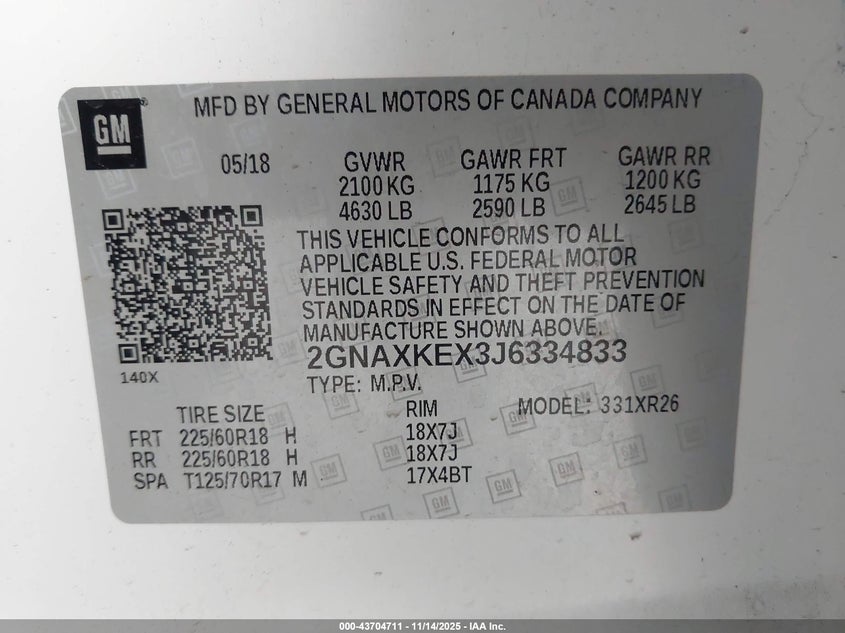 GM
MFD BY GENERAL MOTORS OF CANADA COMPANY
05/18 GVWR GAWR FRT GAWR RR
2100 KG 1175 KG 1200 KG
4630 LB 2590 LB 2645 LB
THIS VEHICLE CONFORMS TO ALL
APPLICABLE U.S. FEDERAL MOTOR
VEHICLE SAFETY AND THEFT PREVENTION
STANDARDS IN EFFECT ON THE DATE OF
MANUFACTURE SHOWN ABOVE.
2GNAXKEX3J6334833
140X
TYPE: M.P.V.
TIRE SIZE RIM MODEL: 331XR26
FRT 225/60R18 H 18X7J
RR 225/60R18 H 18X7J
SPA T125/70R17 M 17X4BT
000-43704711 - 11/14/2025 - IAA Inc.